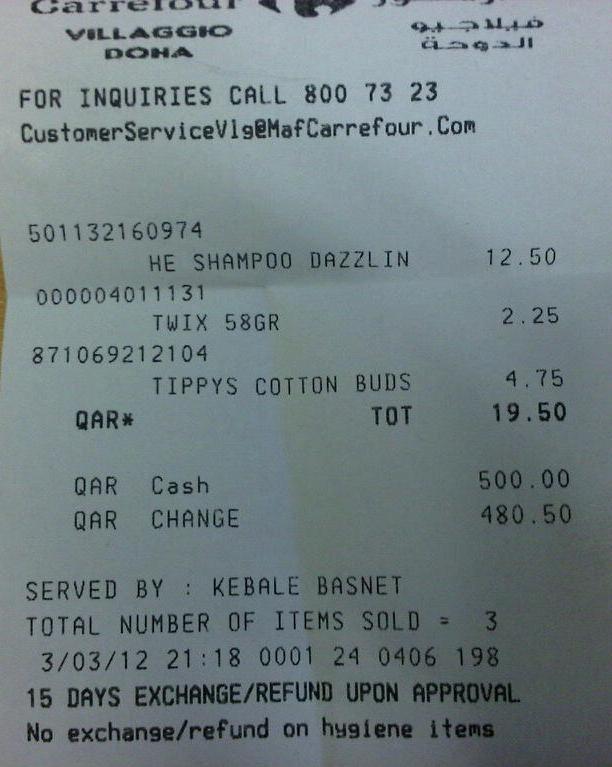 Carrefour كارفور
VILLAGGIO فيلاجيو
DOHA الدوحة
FOR INQUIRIES CALL 800 73 23
CustomerServiceVlg@MafCarrefour.Com
501132160974
HE SHAMPOO DAZZLIN 12.50
000004011131
TWIX 58GR 2.25
871069212104
TIPPYS COTTON BUDS 4.75
QAR* TOT 19.50
QAR Cash 500.00
QAR CHANGE 480.50
SERVED BY : KEBALE BASNET
TOTAL NUMBER OF ITEMS SOLD = 3
3/03/12 21:18 0001 24 0406 198
15 DAYS EXCHANGE/REFUND UPON APPROVAL
No exchange/refund on hygiene items